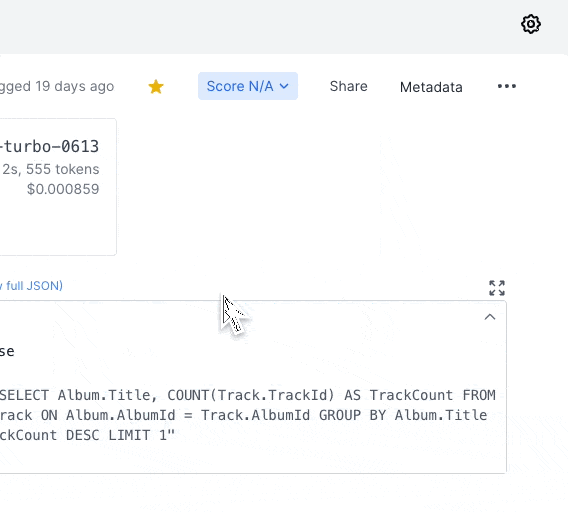 gged 19 days ago
Score N/A
Share
Metadata
-turbo-0613
2s, 555 tokens
$0.000859
full JSON)
se
SELECT Album.Title, COUNT(Track.TrackId) AS TrackCount FROM
rack ON Album.AlbumId = Track.AlbumId GROUP BY Album.Title
ckCount DESC LIMIT 1"